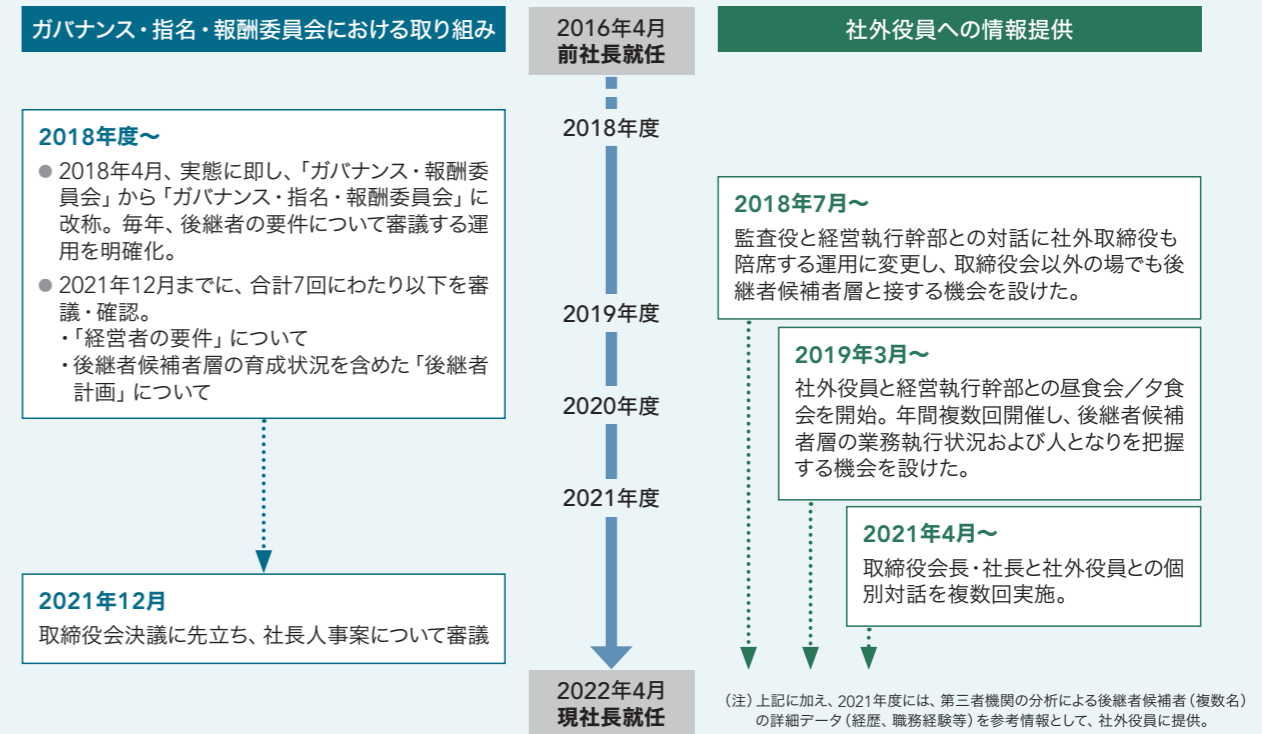 ガバナンス・指名・報酬委員会における取り組み
2018年度～
● 2018年4月、実態に即し、「ガバナンス・報酬委
員会」から「ガバナンス・指名・報酬委員会」に
改称。毎年、後継者の要件について審議する運
用を明確化。
● 2021年12月までに、合計7回にわたり以下を審
議・確認。
・「経営者の要件」について
・後継者候補者層の育成状況を含めた「後継者
計画」について
2021年12月
取締役会決議に先立ち、社長人事案について審議
2016年4月
前社長就任
2018年度
2019年度
2020年度
2021年度
2022年4月
現社長就任
社外役員への情報提供
2018年7月～
監査役と経営執行幹部との対話に社外取締役も
陪席する運用に変更し、取締役会以外の場でも後
継者候補者層と接する機会を設けた。
2019年3月～
社外役員と経営執行幹部との昼食会／夕食
会を開始。年間複数回開催し、後継者候補
者層の業務執行状況および人となりを把握
する機会を設けた。
2021年4月～
取締役会長・社長と社外役員との個
別対話を複数回実施。
（注）上記に加え、2021年度には、第三者機関の分析による後継者候補者（複数名）
の詳細データ（経歴、職務経験等）を参考情報として、社外役員に提供。